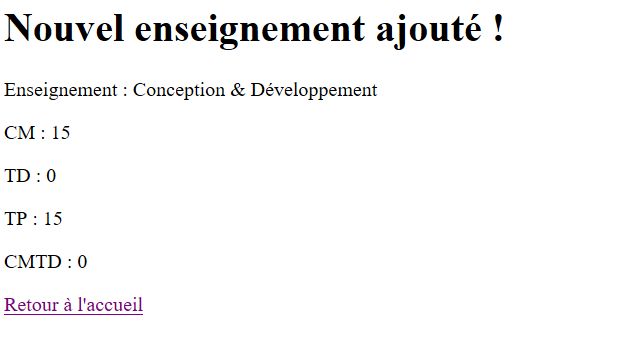 Nouvel enseignement ajouté !
Enseignement : Conception & Développement
CM : 15
TD : 0
TP : 15
CMTD : 0
Retour à l'accueil